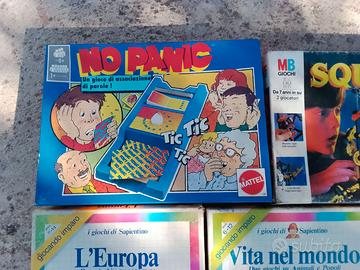 NO PANIC
Un gioco di associazione
di parole !
TIC TIC
TIC
MATTEL
MB
GIOCHI
Da 7 anni in su
2 giocatori
SQ
giocando imparo
i giochi di Sapientino
L'Europa
giocando imparo
i giochi di Sapientino
Vita nel mondo
subito